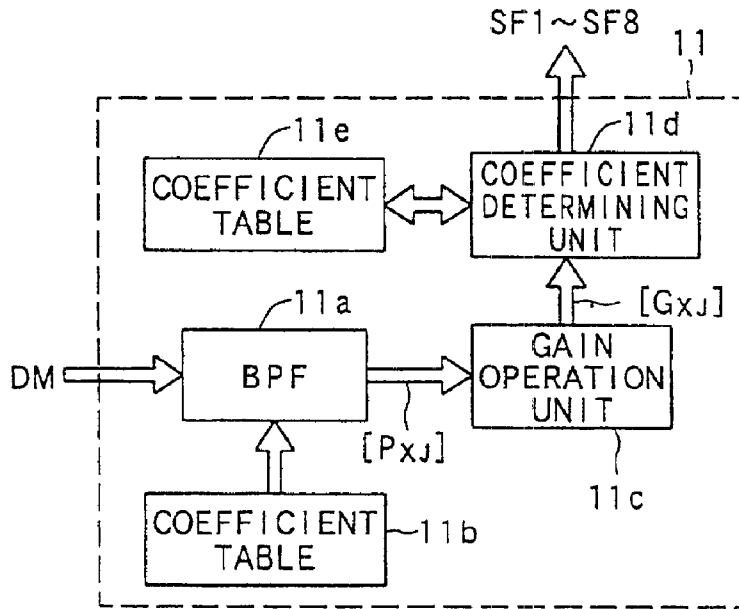 SF1~SF8
11
11e
11d
COEFFICIENT
TABLE
COEFFICIENT
DETERMINING
UNIT
11a
[GXJ]
DM
BPF
GAIN
OPERATION
UNIT
[PXJ]
11c
COEFFICIENT
TABLE
11b